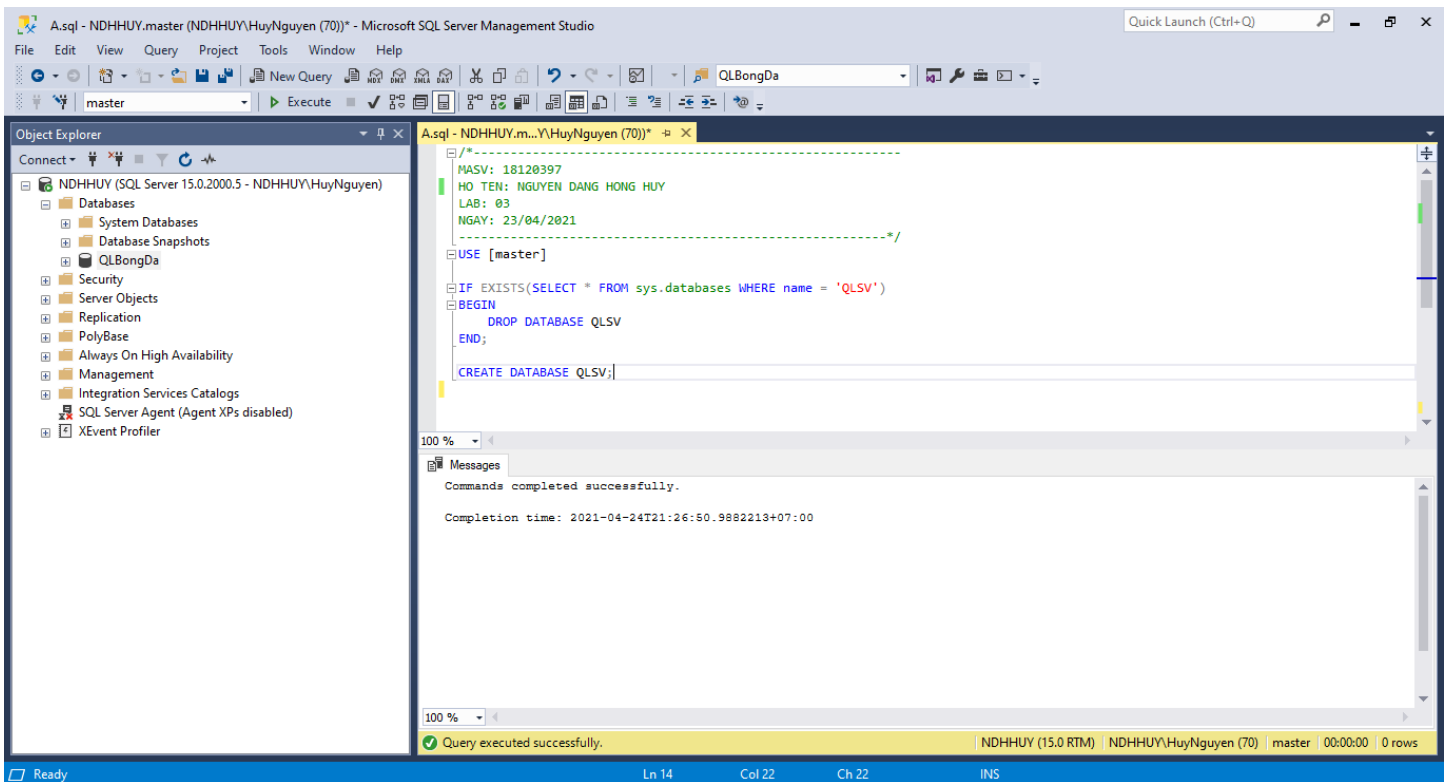 A.sql - NDHHUY.master (NDHHUY\HuyNguyen (70))* - Microsoft SQL Server Management Studio
Quick Launch (Ctrl+Q)
File Edit View Query Project Tools Window Help
New Query MDX DMX XMLA DAX QLBongDa
master Execute
Object Explorer
Connect
NDHHUY (SQL Server 15.0.2000.5 - NDHHUY\HuyNguyen)
Databases
System Databases
Database Snapshots
QLBongDa
Security
Server Objects
Replication
PolyBase
Always On High Availability
Management
Integration Services Catalogs
SQL Server Agent (Agent XPs disabled)
XEvent Profiler
A.sql - NDHHUY.m...Y\HuyNguyen (70))*
/*--------------------------------------------------------
MASV: 18120397
HO TEN: NGUYEN DANG HONG HUY
LAB: 03
NGAY: 23/04/2021
--------------------------------------------------------*/
USE [master]
IF EXISTS(SELECT * FROM sys.databases WHERE name = 'QLSV')
BEGIN
DROP DATABASE QLSV
END;
CREATE DATABASE QLSV;
100 %
Messages
Commands completed successfully.
Completion time: 2021-04-24T21:26:50.9882213+07:00
100 %
Query executed successfully. NDHHUY (15.0 RTM) NDHHUY\HuyNguyen (70) master 00:00:00 0 rows
Ready Ln 14 Col 22 Ch 22 INS